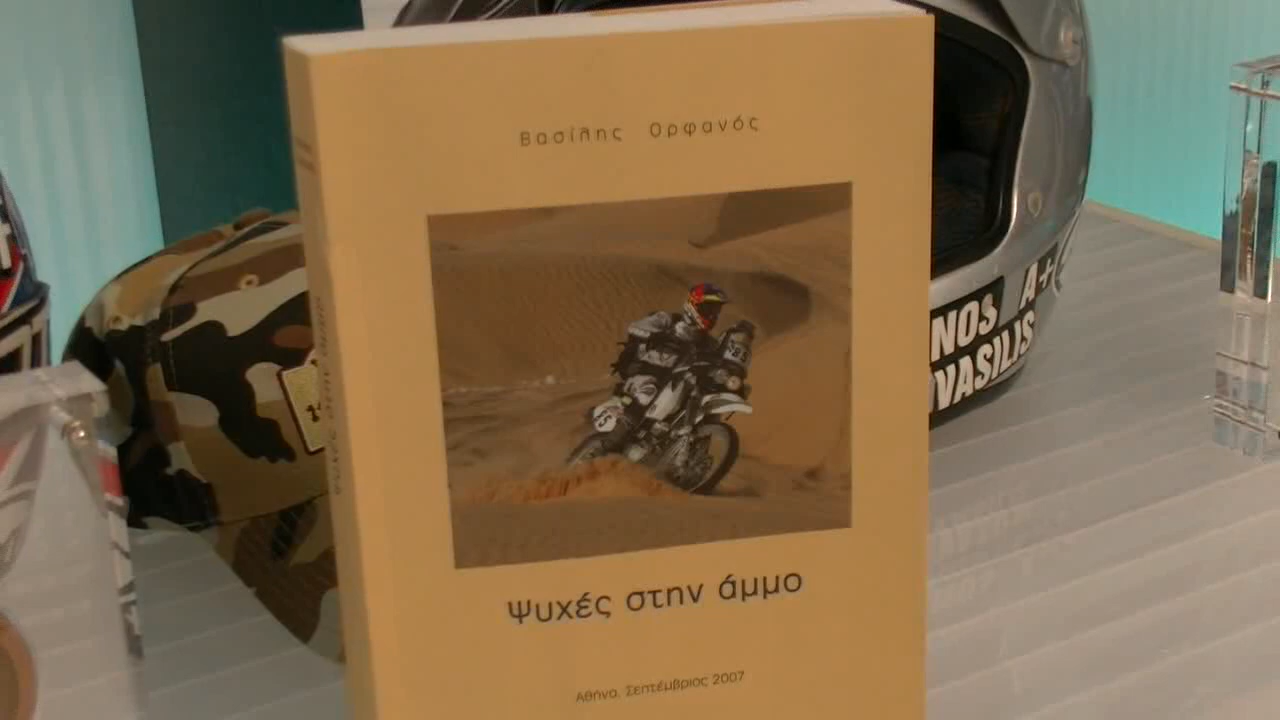 Βασίλης Ορφανός
Ψυχές στην άμμο
Αθήνα, Σεπτέμβριος 2007
NOS A+
VASILIS